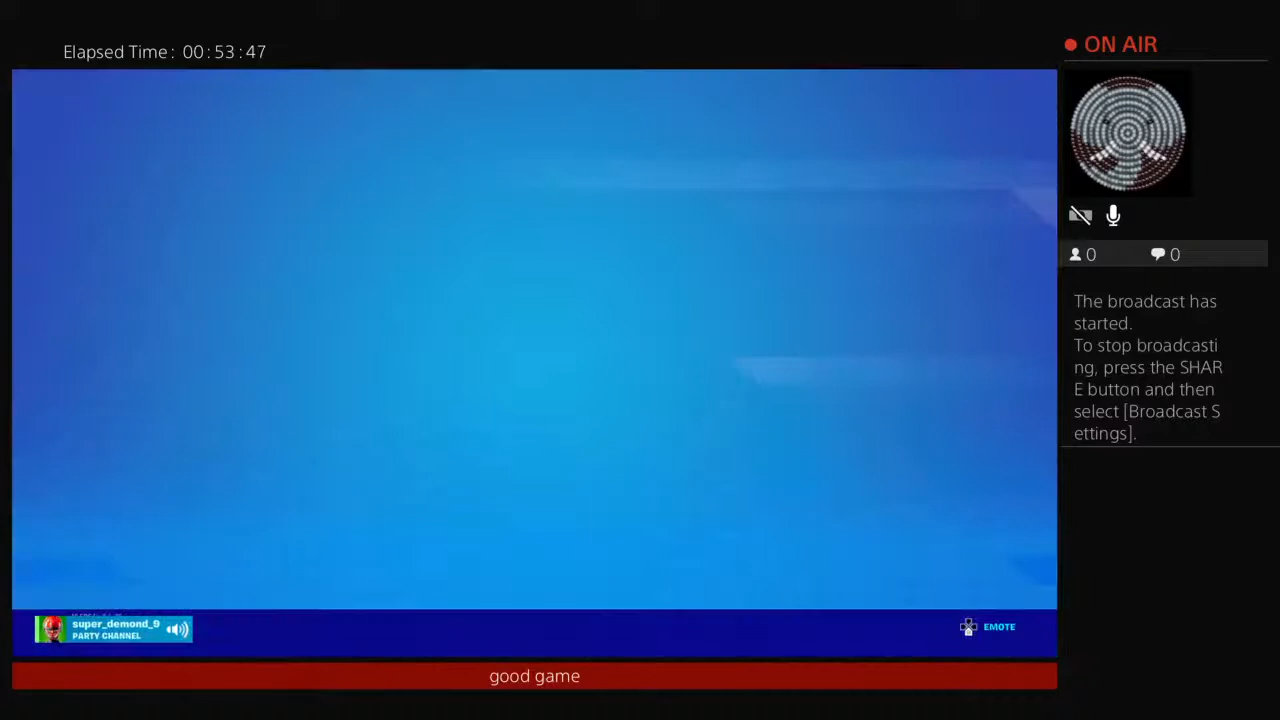 Elapsed Time: 00:53:47
ON AIR
0
0
The broadcast has
started.
To stop broadcasti
ng, press the SHAR
E button and then
select [Broadcast S
ettings].
super_demond_9
PARTY CHANNEL
EMOTE
good game